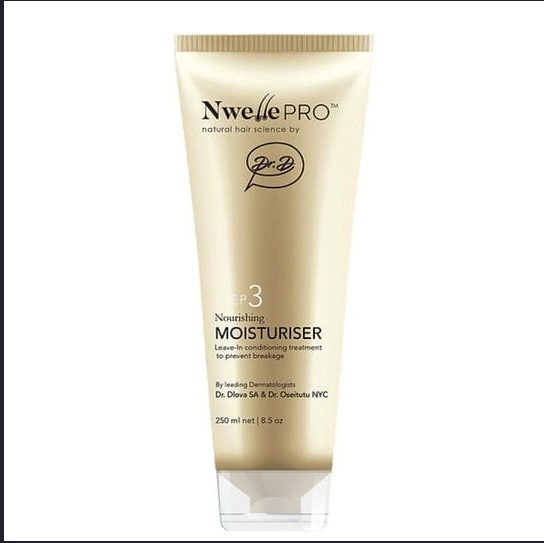 NwellePRO™
natural hair science by
Dr. D.
STEP 3
Nourishing
MOISTURISER
Leave-In conditioning treatment
to prevent breakage
By leading Dermatologists
Dr. Dlova SA & Dr. Oseitutu NYC
250 ml net | 8.5 oz